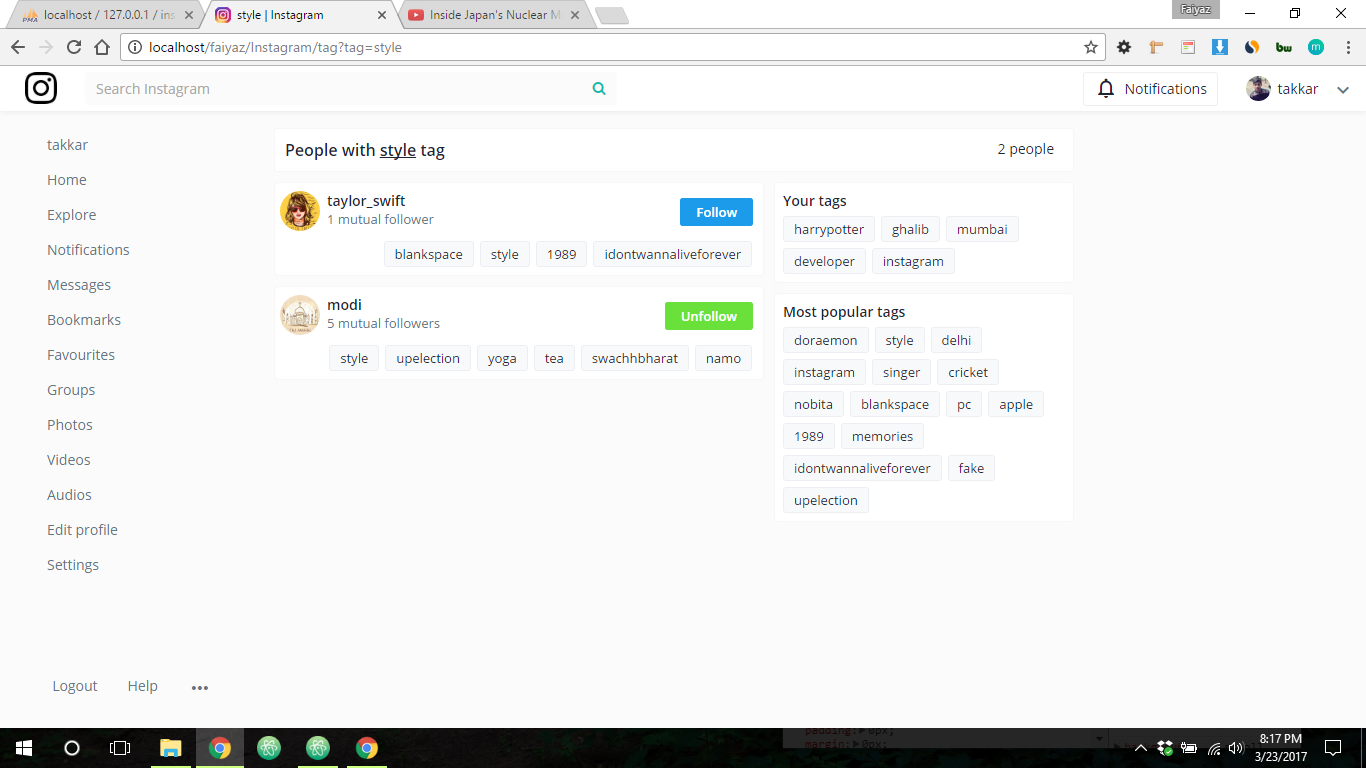 localhost / 127.0.0.1 / ins
style | Instagram
Inside Japan's Nuclear M
Faiyaz
localhost/faiyaz/Instagram/tag?tag=style
Search Instagram
Notifications
takkar
takkar
Home
Explore
Notifications
Messages
Bookmarks
Favourites
Groups
Photos
Videos
Audios
Edit profile
Settings
Logout Help
People with style tag
2 people
taylor_swift
1 mutual follower
Follow
blankspace style 1989 idontwannaliveforever
modi
5 mutual followers
Unfollow
style upelection yoga tea swachhbharat namo
Your tags
harrypotter ghalib mumbai
developer instagram
Most popular tags
doraemon style delhi
instagram singer cricket
nobita blankspace pc apple
1989 memories
idontwannaliveforever fake
upelection
padding: 0px;
margin: 0px;
8:17 PM
3/23/2017